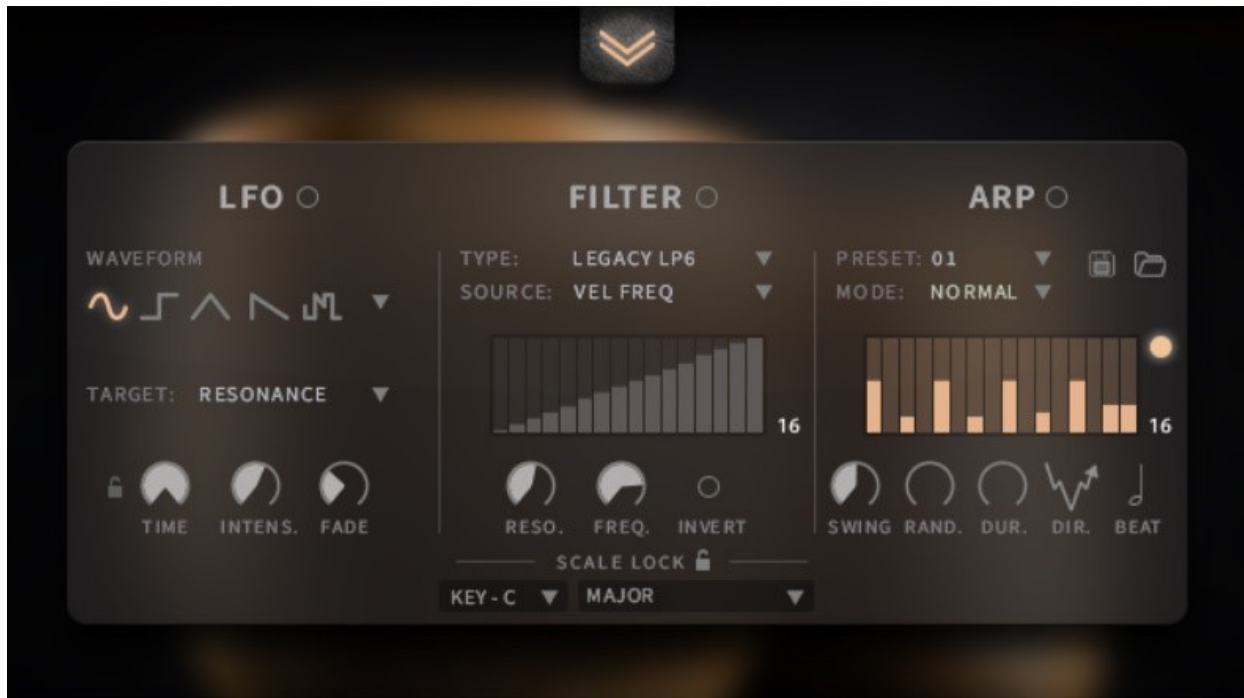 LFO
FILTER
ARP
WAVEFORM
TARGET: RESONANCE
TIME INTENS. FADE
TYPE: LEGACY LP6
SOURCE: VEL FREQ
16
RESO. FREQ. INVERT
SCALE LOCK
KEY - C MAJOR
PRESET: 01
MODE: NORMAL
16
SWING RAND. DUR. DIR. BEAT